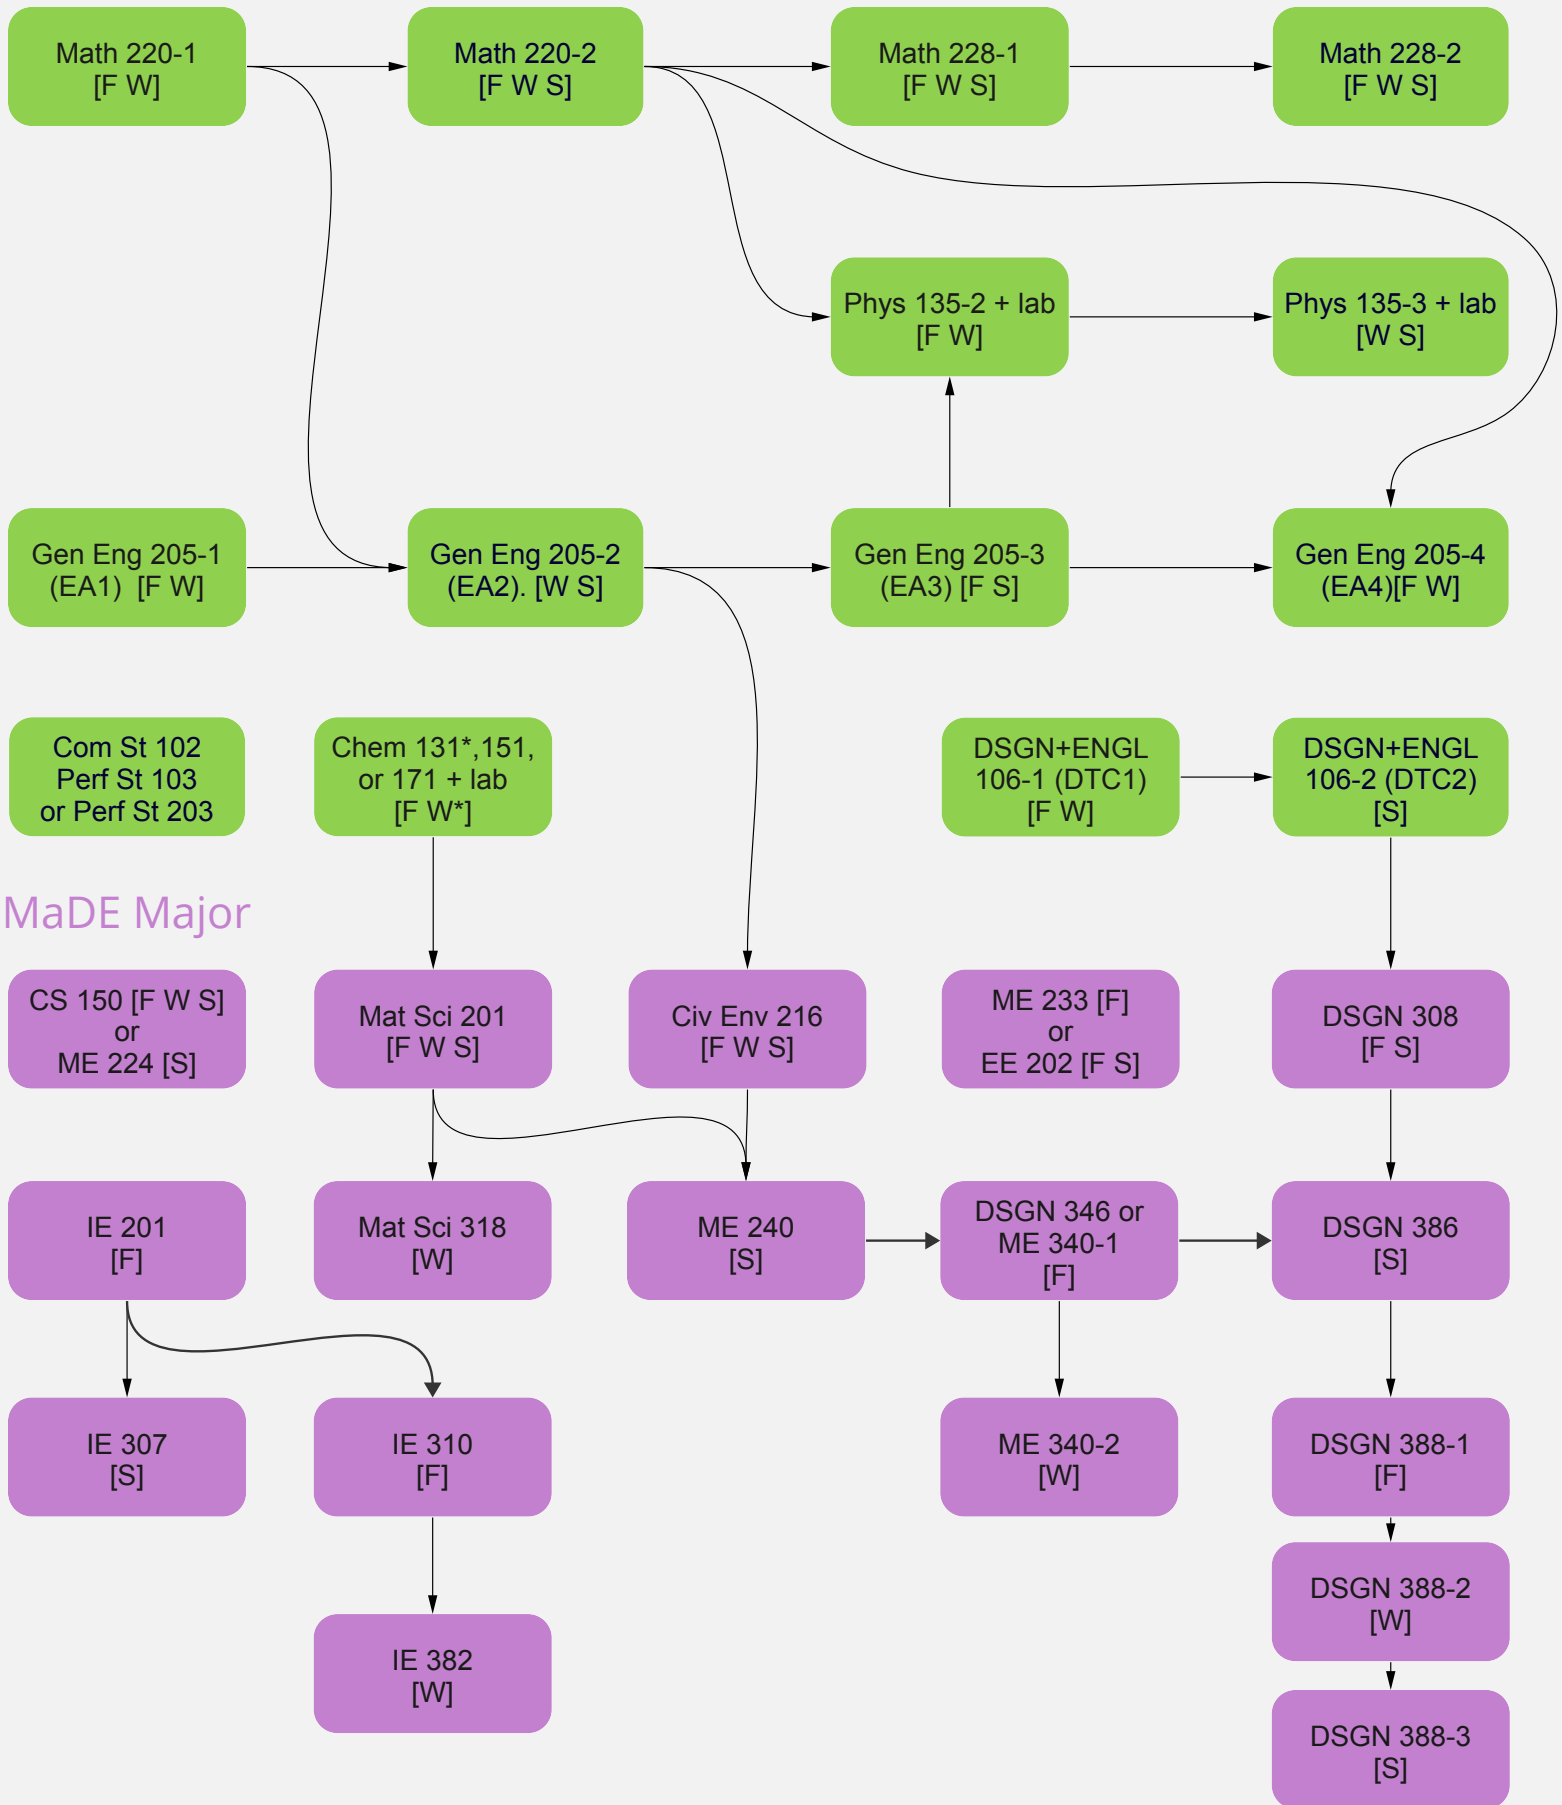 Math 220-1
[F W]
Math 220-2
[F W S]
Math 228-1
[F W S]
Math 228-2
[F W S]
Phys 135-2 + lab
[F W]
Phys 135-3 + lab
[W S]
Gen Eng 205-1
(EA1)  [F W]
Gen Eng 205-2
(EA2). [W S]
Gen Eng 205-3
(EA3) [F S]
Gen Eng 205-4
(EA4)[F W]
Com St 102
Perf St 103
or Perf St 203
Chem 131*,151,
or 171 + lab
[F W*]
DSGN+ENGL
106-1 (DTC1)
[F W]
DSGN+ENGL
106-2 (DTC2)
[S]
MaDE Major
CS 150 [F W S]
or
ME 224 [S]
Mat Sci 201
[F W S]
Civ Env 216
[F W S]
ME 233 [F]
or
EE 202 [F S]
DSGN 308
[F S]
IE 201
[F]
Mat Sci 318
[W]
ME 240
[S]
DSGN 346 or
ME 340-1
[F]
DSGN 386
[S]
IE 307
[S]
IE 310
[F]
ME 340-2
[W]
DSGN 388-1
[F]
DSGN 388-2
[W]
IE 382
[W]
DSGN 388-3
[S]